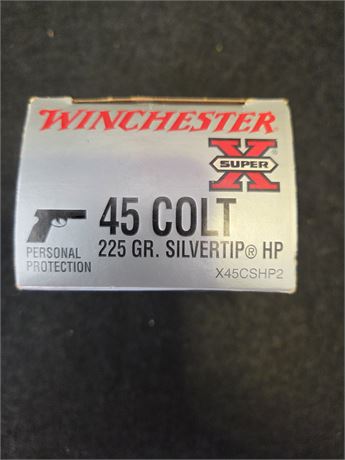 WINCHESTER
X
SUPER
45 COLT
225 GR. SILVERTIP® HP
PERSONAL
PROTECTION
X45CSHP2